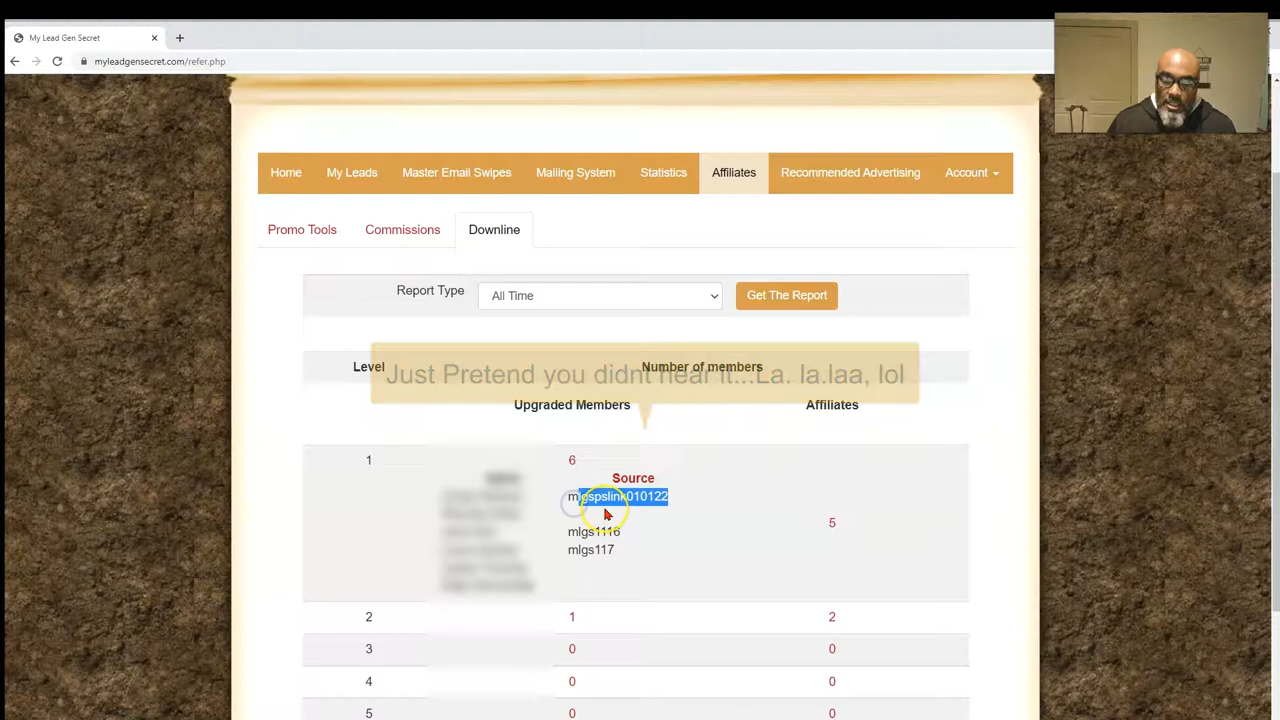 My Lead Gen Secret
myleadgensecret.com/refer.php
Home My Leads Master Email Swipes Mailing System Statistics Affiliates Recommended Advertising Account
Promo Tools Commissions Downline
Report Type All Time Get The Report
Level Number of members
Just Pretend you didnt hear it...La. la.laa, lol
Upgraded Members Affiliates
1 6
Source
mlgspslink010122
5
mlgs1116
mlgs117
2 1 2
3 0 0
4 0 0
5 0 0